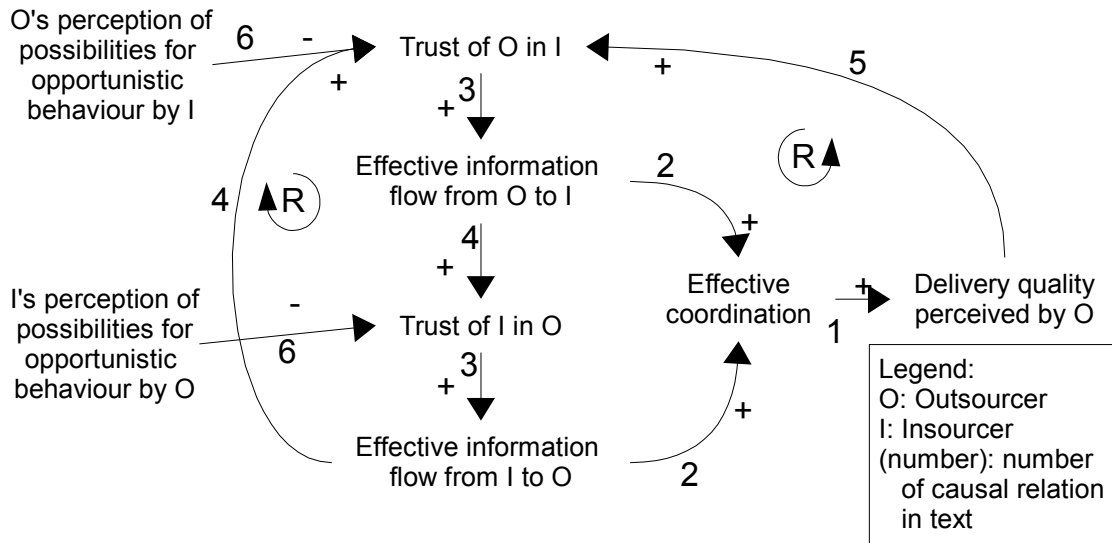 O's perception of
possibilities for
opportunistic
behaviour by I
6
-
+
Trust of O in I
+
5
3
+
Effective information
flow from O to I
2
+
R
R
4
4
+
I's perception of
possibilities for
opportunistic
behaviour by O
-
6
Trust of I in O
3
+
Effective information
flow from I to O
2
+
Effective
coordination
+
1
Delivery quality
perceived by O
Legend:
O: Outsourcer
I: Insourcer
(number): number
of causal relation
in text